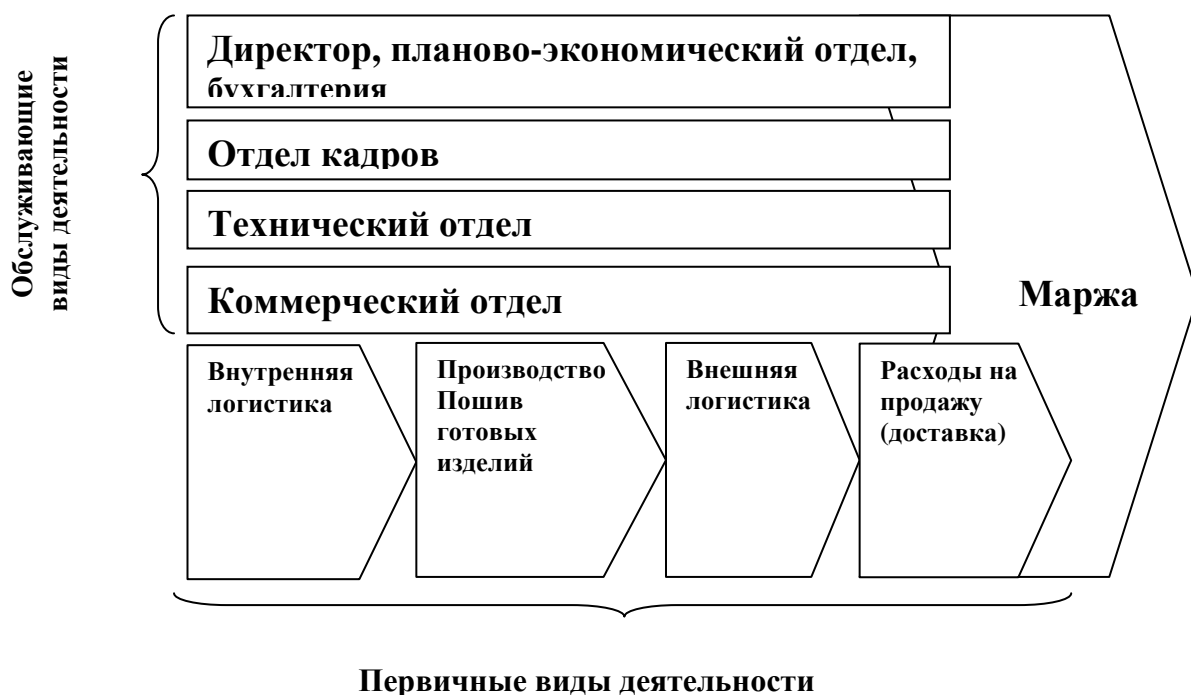 Обслуживающие
виды деятельности
Директор, планово-экономический отдел,
бухгалтерия
Отдел кадров
Технический отдел
Коммерческий отдел
Маржа
Внутренняя
логистика
Производство
Пошив
готовых
изделий
Внешняя
логистика
Расходы на
продажу
(доставка)
Первичные виды деятельности